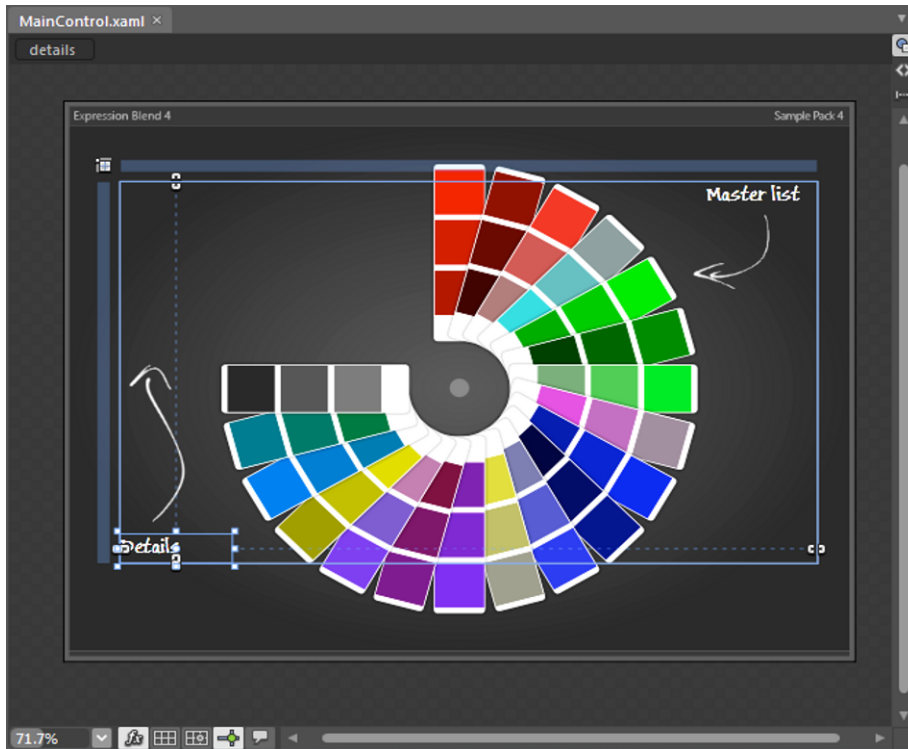 MainControl.xaml
details
Expression Blend 4
Sample Pack 4
Master list
Details
71.7%